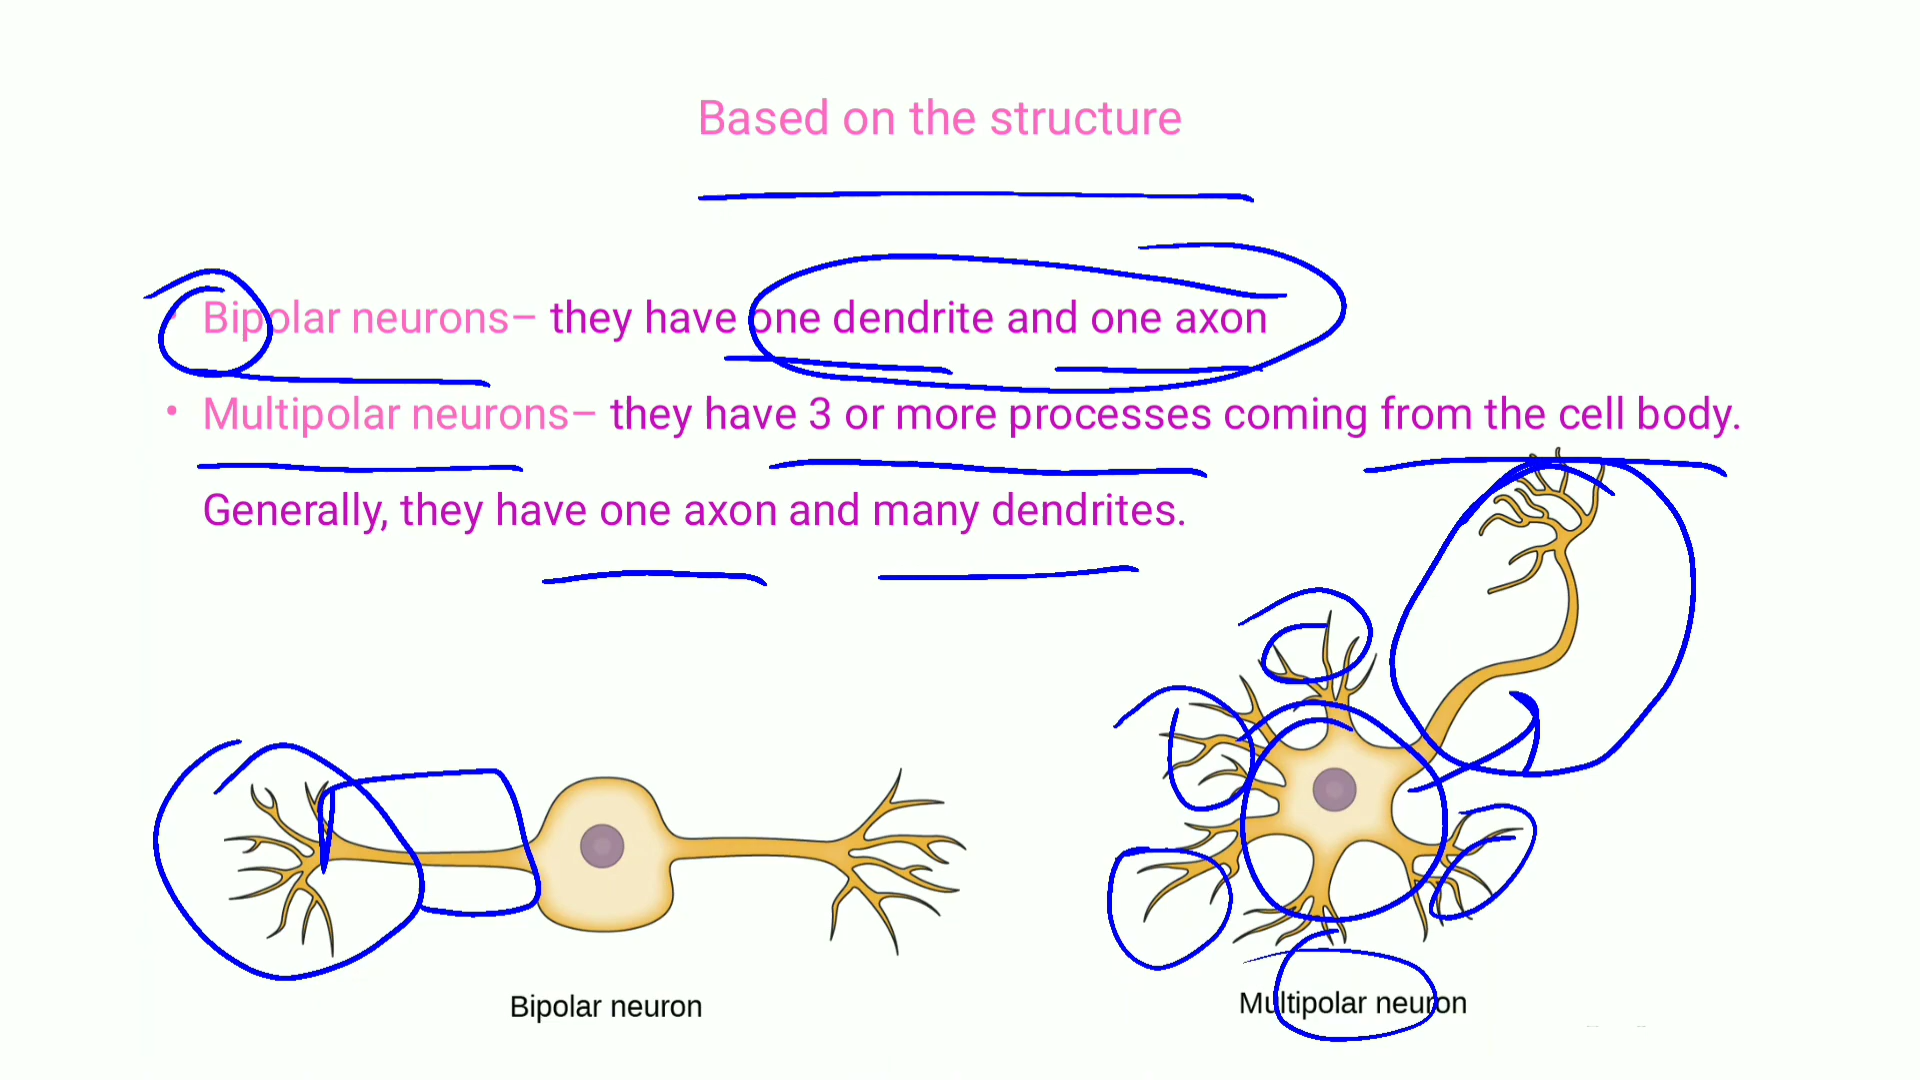 Based on the structure
• Bipolar neurons– they have one dendrite and one axon
• Multipolar neurons– they have 3 or more processes coming from the cell body.
Generally, they have one axon and many dendrites.
Bipolar neuron
Multipolar neuron